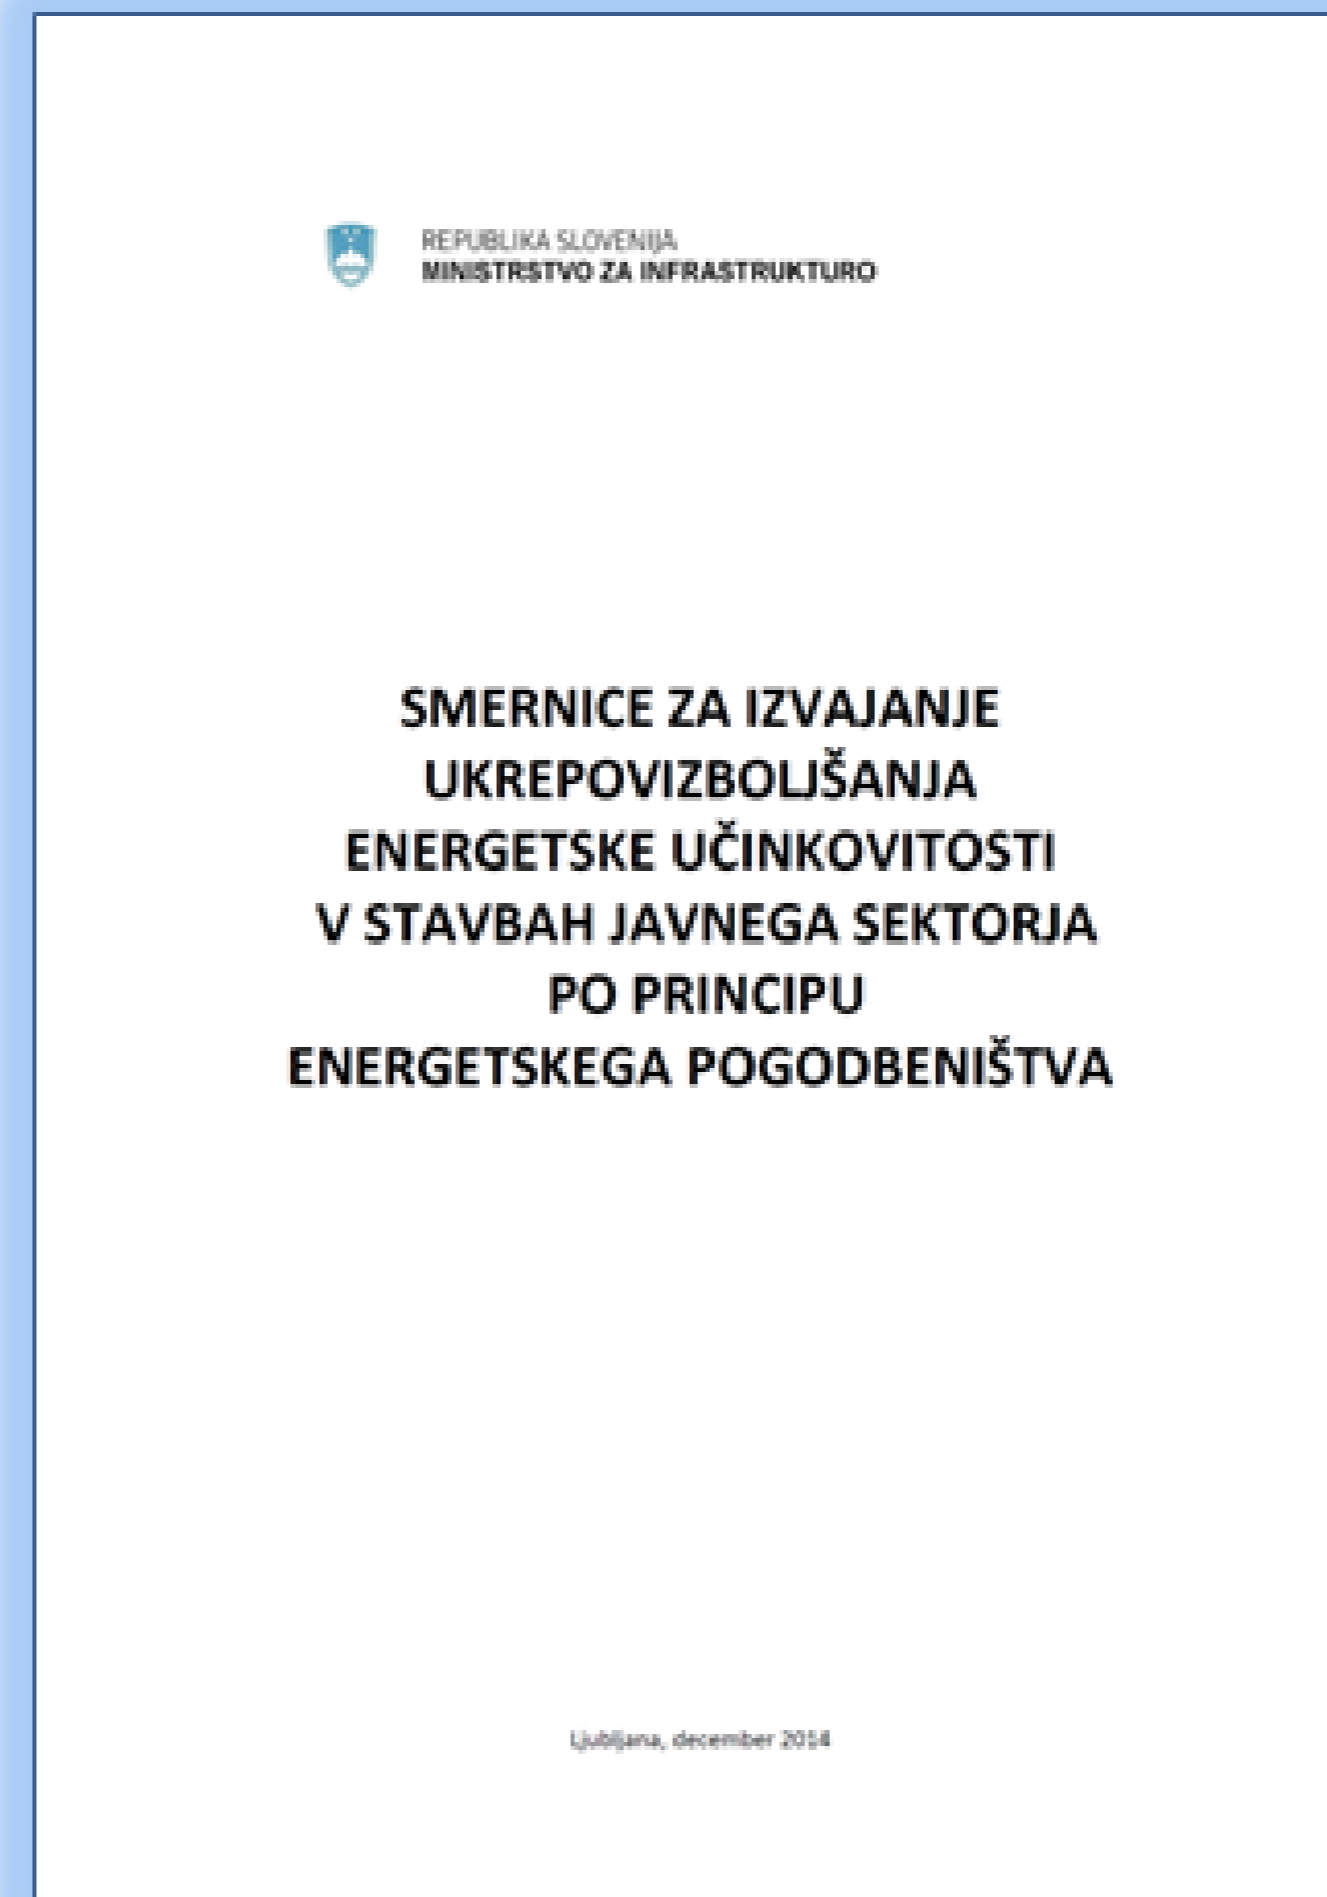 REPUBLIKA SLOVENIJA
MINISTRSTVO ZA INFRASTRUKTURO
SMERNICE ZA IZVAJANJE
UKREPOVIZBOLJŠANJA
ENERGETSKE UČINKOVITOSTI
V STAVBAH JAVNEGA SEKTORJA
PO PRINCIPU
ENERGETSKEGA POGODBENIŠTVA
Ljubljana, december 2014